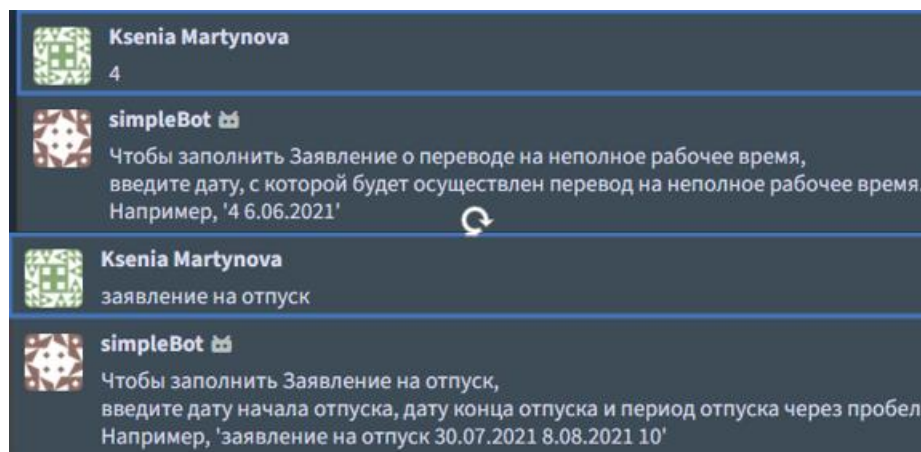 Ksenia Martynova
4
simpleBot
Чтобы заполнить Заявление о переводе на неполное рабочее время,
введите дату, с которой будет осуществлен перевод на неполное рабочее время
Например, '4 6.06.2021'
Ksenia Martynova
заявление на отпуск
simpleBot
Чтобы заполнить Заявление на отпуск,
введите дату начала отпуска, дату конца отпуска и период отпуска через пробел
Например, 'заявление на отпуск 30.07.2021 8.08.2021 10'